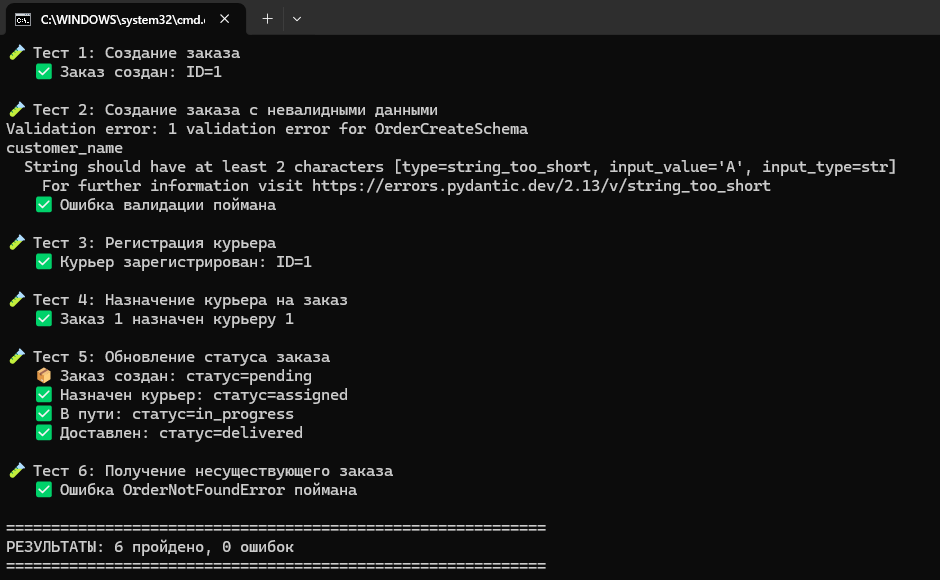 C:\WINDOWS\system32\cmd.
Тест 1: Создание заказа
Заказ создан: ID=1
Тест 2: Создание заказа с невалидными данными
Validation error: 1 validation error for OrderCreateSchema
customer_name
String should have at least 2 characters [type=string_too_short, input_value='A', input_type=str]
For further information visit https://errors.pydantic.dev/2.13/v/string_too_short
Ошибка валидации поймана
Тест 3: Регистрация курьера
Курьер зарегистрирован: ID=1
Тест 4: Назначение курьера на заказ
Заказ 1 назначен курьеру 1
Тест 5: Обновление статуса заказа
Заказ создан: статус=pending
Назначен курьер: статус=assigned
В пути: статус=in_progress
Доставлен: статус=delivered
Тест 6: Получение несуществующего заказа
Ошибка OrderNotFoundError поймана
============================================================
РЕЗУЛЬТАТЫ: 6 пройдено, 0 ошибок
============================================================